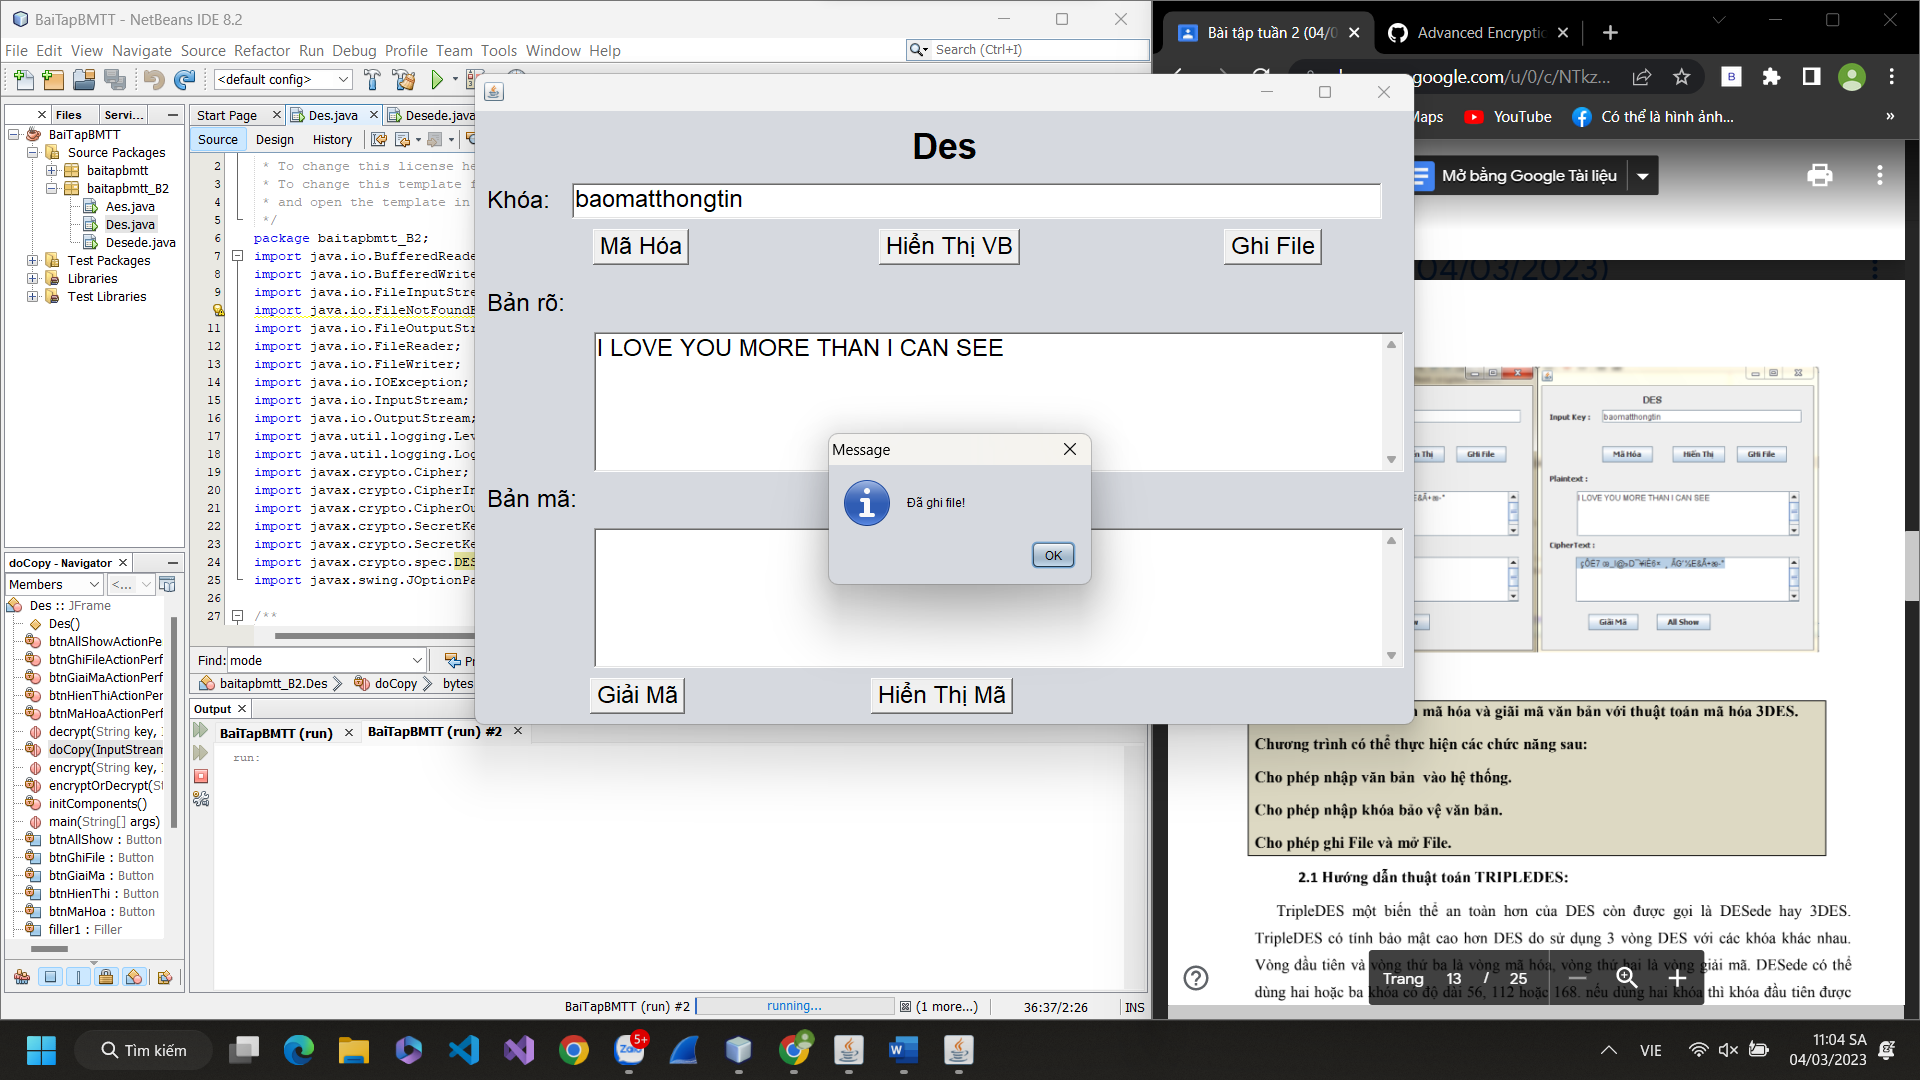 BaiTapBMTT - NetBeans IDE 8.2
File Edit View Navigate Source Refactor Run Debug Profile Team Tools Window Help
Search (Ctrl+I)
<default config>
Files
Servi...
BaiTapBMTT
Source Packages
baitapbmtt
baitapbmtt_B2
Aes.java
Des.java
Desede.java
Test Packages
Libraries
Test Libraries
Start Page
Des.java
Desede.java
Source
Design
History
2 * To change this license he
3 * To change this template f
4 * and open the template in
5 */
6 package baitapbmtt_B2;
7 import java.io.BufferedReade
8 import java.io.BufferedWrite
9 import java.io.FileInputStre
import java.io.FileNotFoundE
11 import java.io.FileOutputStr
12 import java.io.FileReader;
13 import java.io.FileWriter;
14 import java.io.IOException;
15 import java.io.InputStream;
16 import java.io.OutputStream;
17 import java.util.logging.Lev
18 import java.util.logging.Log
19 import javax.crypto.Cipher;
20 import javax.crypto.CipherIn
21 import javax.crypto.CipherOu
22 import javax.crypto.SecretKe
23 import javax.crypto.SecretKe
24 import javax.crypto.spec.DES
25 import javax.swing.JOptionPa
26
27 /**
Find: mode
baitapbmtt_B2.Des
doCopy
bytes
doCopy - Navigator
Members
<...
Des :: JFrame
Des()
btnAllShowActionPe
btnGhiFileActionPerf
btnGiaiMaActionPerf
btnHienThiActionPer
btnMaHoaActionPerf
decrypt(String key, I
doCopy(InputStream
encrypt(String key, I
encryptOrDecrypt(St
initComponents()
main(String[] args)
btnAllShow : Button
btnGhiFile : Button
btnGiaiMa : Button
btnHienThi : Button
btnMaHoa : Button
filler1 : Filler
Output
BaiTapBMTT (run)
BaiTapBMTT (run) #2
run:
BaiTapBMTT (run) #2
running...
(1 more...)
36:37/2:26
INS
Des
Khóa:
baomatthongtin
Mã Hóa
Hiển Thị VB
Ghi File
Bản rõ:
I LOVE YOU MORE THAN I CAN SEE
Bản mã:
Giải Mã
Hiển Thị Mã
Message
Đã ghi file!
OK
Bài tập tuần 2 (04/0
Advanced Encryptic
google.com/u/0/c/NTkz...
Maps
YouTube
Có thể là hình ảnh...
»
Mở bằng Google Tài liệu
(04/03/2023)
DES
Input Key :
baomatthongtin
Mã Hóa
Hiển Thị
GHi File
Plaintext :
I LOVE YOU MORE THAN I CAN SEE
CipherText :
Giải Mã
All Show
mã hóa và giãi mã văn bản với thuật toán mã hóa 3DES.
Chương trình có thể thực hiện các chức năng sau:
Cho phép nhập văn bản vào hệ thống.
Cho phép nhập khóa bảo vệ văn bản.
Cho phép ghi File và mở File.
2.1 Hướng dẫn thuật toán TRIPLEDES:
TripleDES một biến thể an toàn hơn của DES còn được gọi là DESede hay 3DES.
TripleDES có tính bảo mật cao hơn DES do sử dụng 3 vòng DES với các khóa khác nhau.
Vòng đầu tiên và vòng thứ ba là vòng mã hóa, vòng thứ hai là vòng giải mã. DESede có thể
dùng hai hoặc ba khóa có độ dài 56, 112 hoặc 168. nếu dùng hai khóa thì khóa đầu tiên được
Trang 13 / 25
Tìm kiếm
Zalo
5+
VIE
11:04 SA
04/03/2023